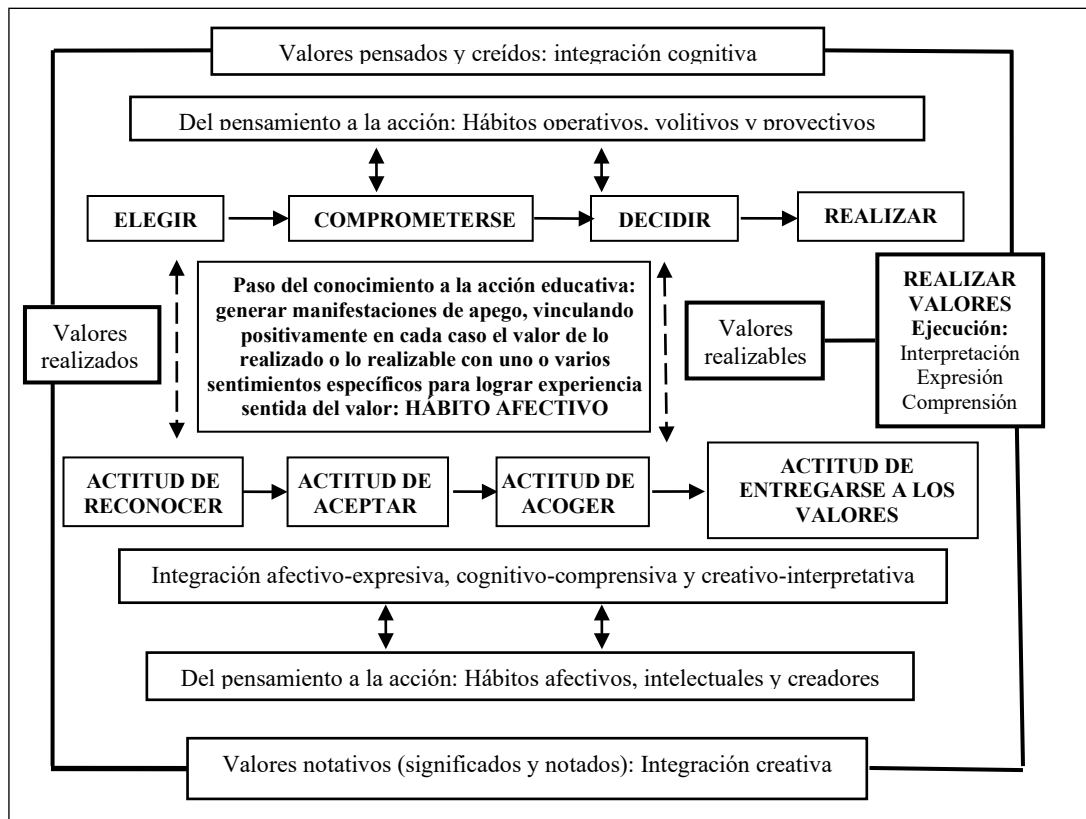 Valores pensados y creídos: integración cognitiva
Del pensamiento a la acción: Hábitos operativos, volitivos y proyectivos
ELEGIR
COMPROMETERSE
DECIDIR
REALIZAR
Valores
realizados
Paso del conocimiento a la acción educativa:
generar manifestaciones de apego, vinculando
positivamente en cada caso el valor de lo
realizado o lo realizable con uno o varios
sentimientos específicos para lograr experiencia
sentida del valor: HÁBITO AFECTIVO
Valores
realizables
REALIZAR
VALORES
Ejecución:
Interpretación
Expresión
Comprensión
ACTITUD DE
RECONOCER
ACTITUD DE
ACEPTAR
ACTITUD DE
ACOGER
ACTITUD DE
ENTREGARSE A LOS
VALORES
Integración afectivo-expresiva, cognitivo-comprensiva y creativo-interpretativa
Del pensamiento a la acción: Hábitos afectivos, intelectuales y creadores
Valores notativos (significados y notados): Integración creativa